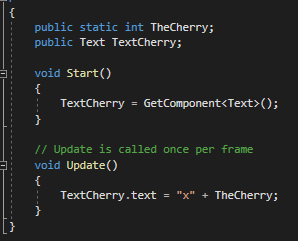 {
public static int TheCherry;
public Text TextCherry;
void Start()
{
TextCherry = GetComponent<Text>();
}
// Update is called once per frame
void Update()
{
TextCherry.text = "x" + TheCherry;
}
}